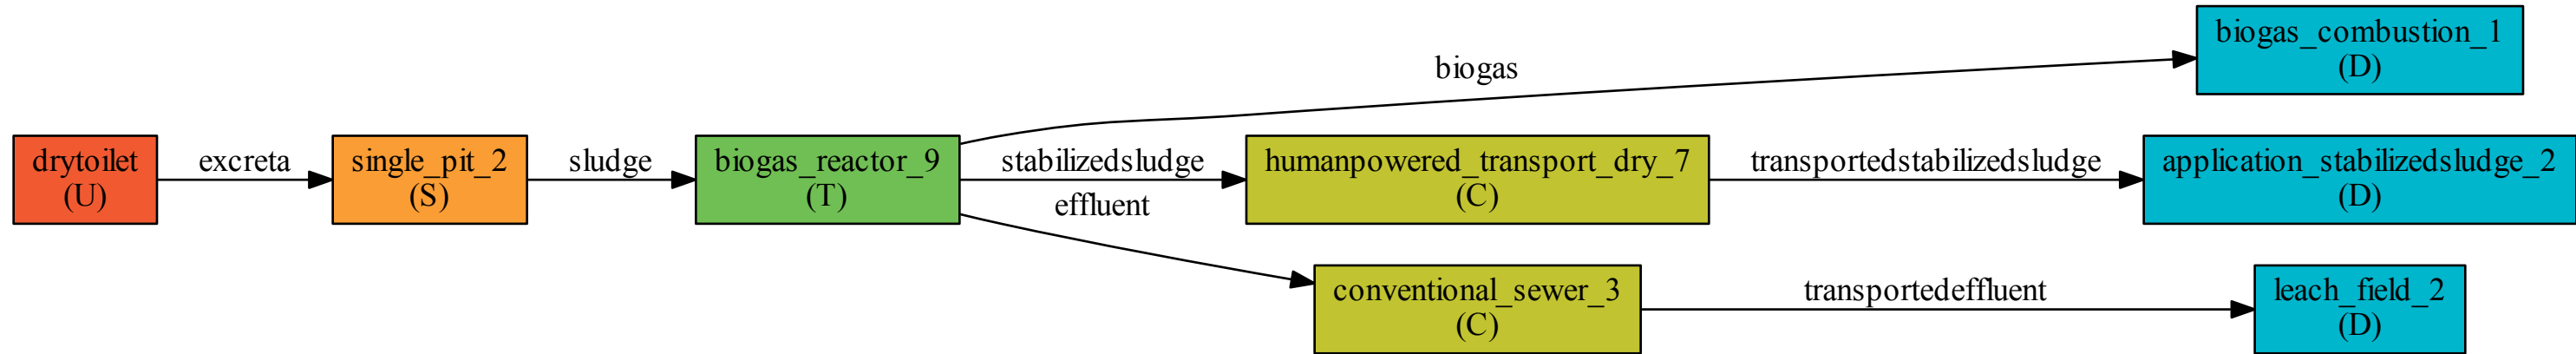 biogas_combustion_1
(D)
biogas
drytoilet
(U)
excreta
single_pit_2
(S)
sludge
biogas_reactor_9
(T)
stabilizedsludge
humanpowered_transport_dry_7
(C)
transportedstabilizedsludge
application_stabilizedsludge_2
(D)
effluent
conventional_sewer_3
(C)
transportedeffluent
leach_field_2
(D)